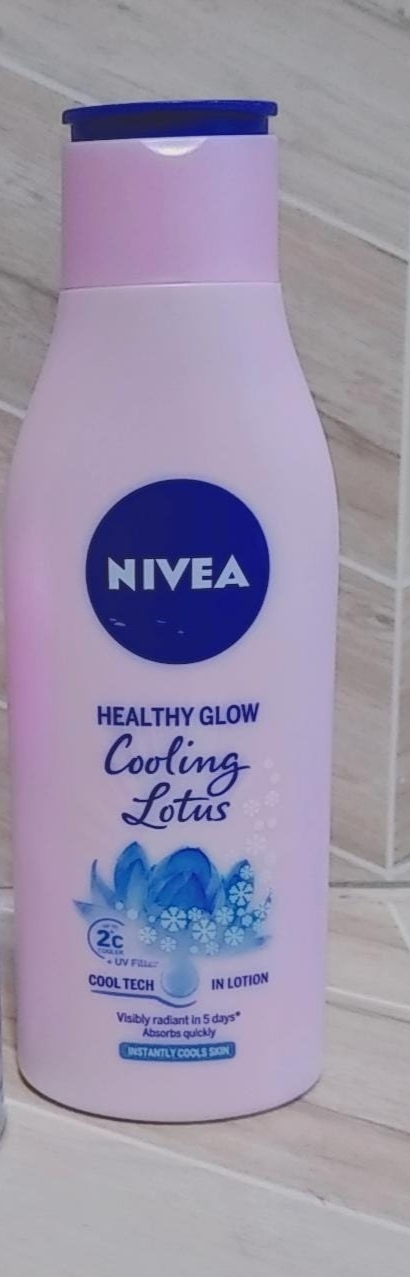 NIVEA
HEALTHY GLOW
Cooling
Lotus
2c
COOLER
+ UV Filter
COOL TECH IN LOTION
Visibly radiant in 5 days*
Absorbs quickly
INSTANTLY COOLS SKIN